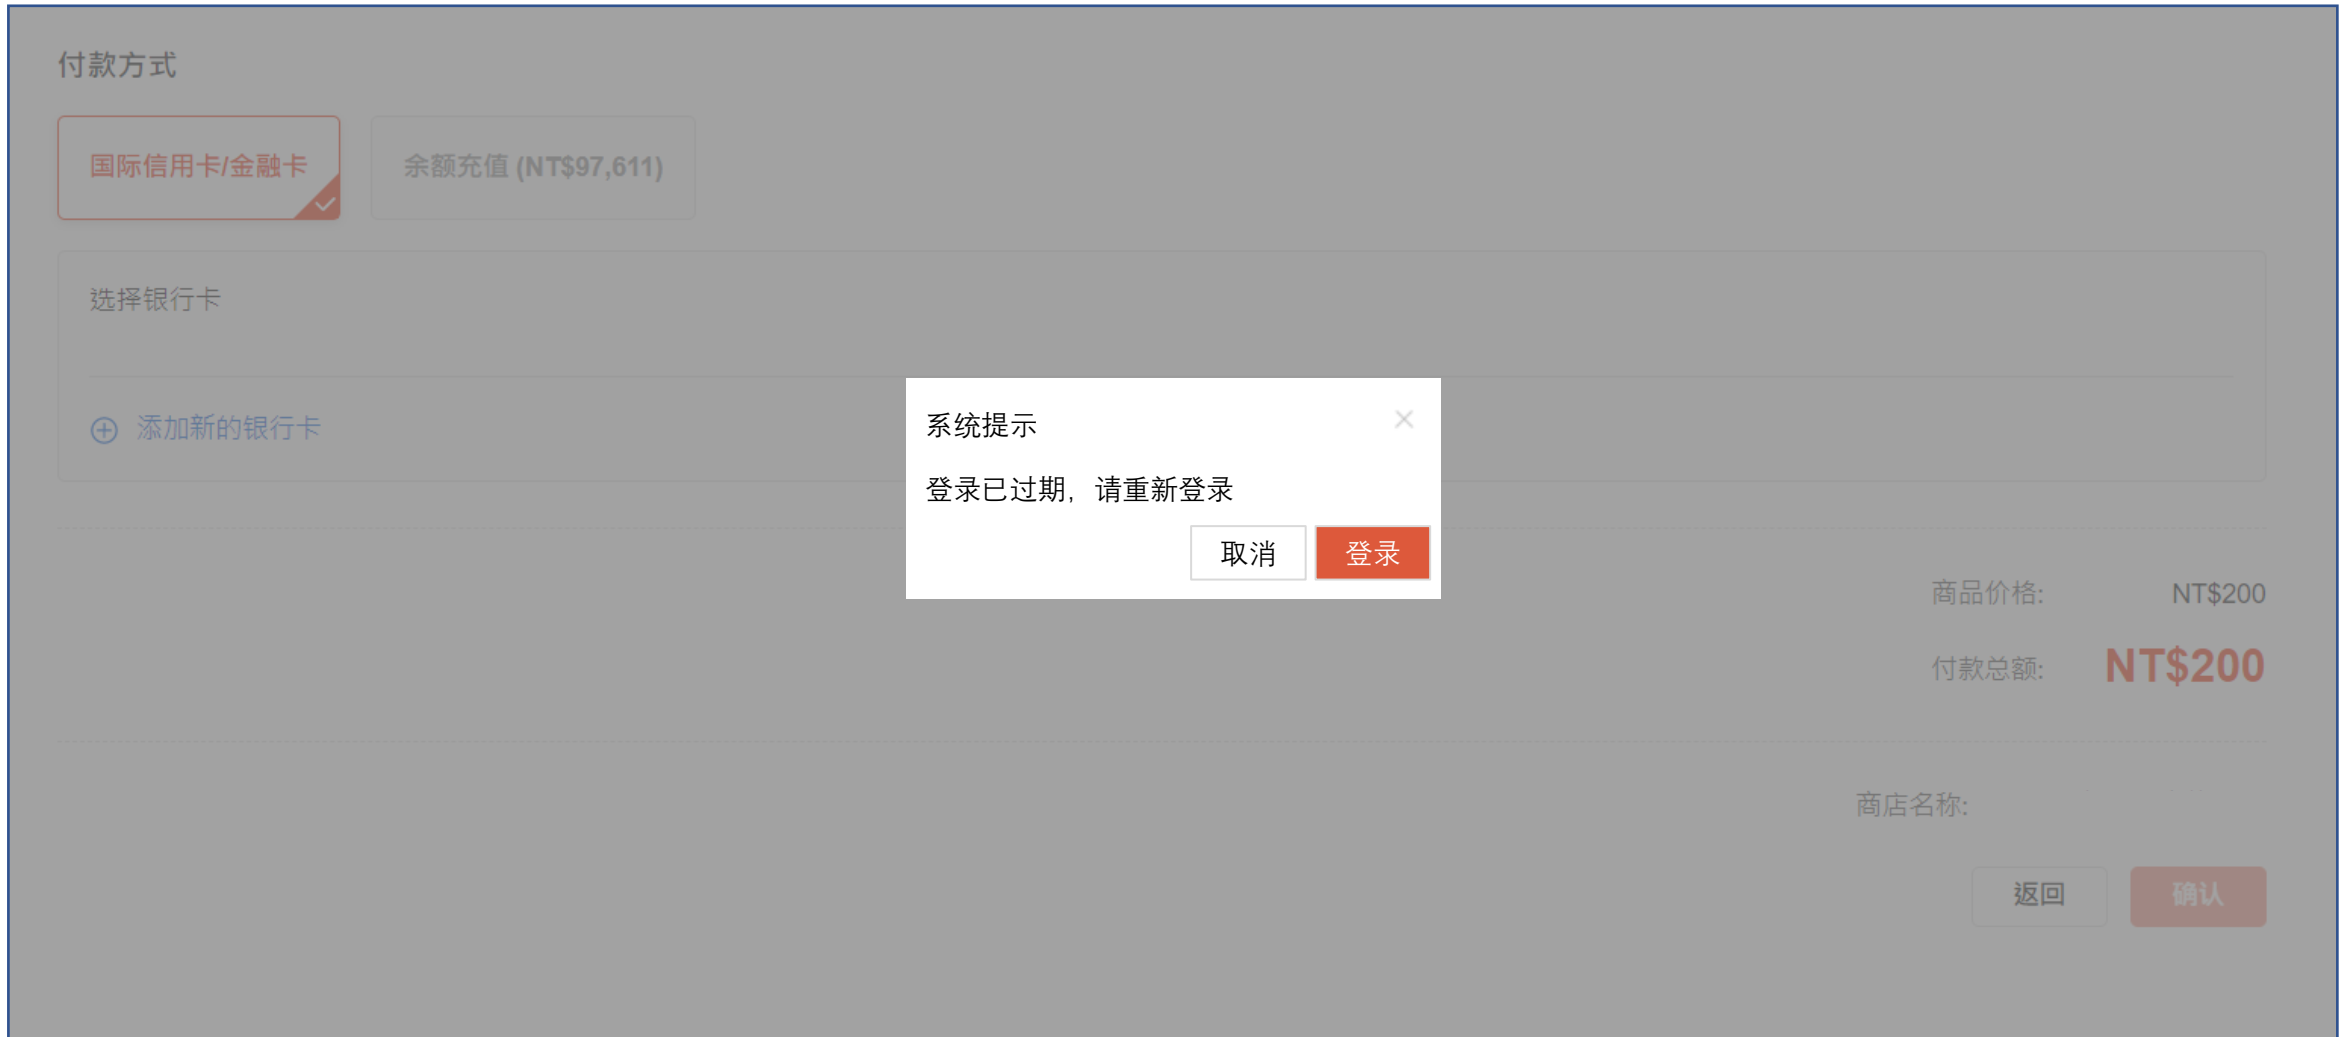 付款方式
国际信用卡/金融卡
余额充值 (NT$97,611)
选择银行卡
添加新的银行卡
系统提示
登录已过期，请重新登录
取消
登录
商品价格: NT$200
付款总额: NT$200
商店名称:
返回
确认